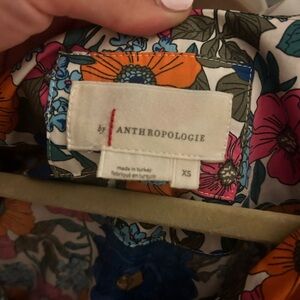 by ANTHROPOLOGIE
made in turkey
fabriqué en turquie
XS